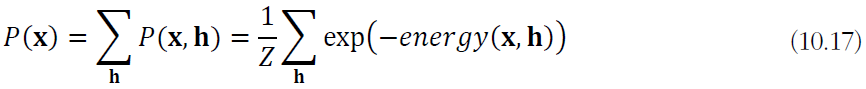 P(x) = ∑_h P(x, h) = 1/Z ∑_h exp(−energy(x, h)) (10.17)